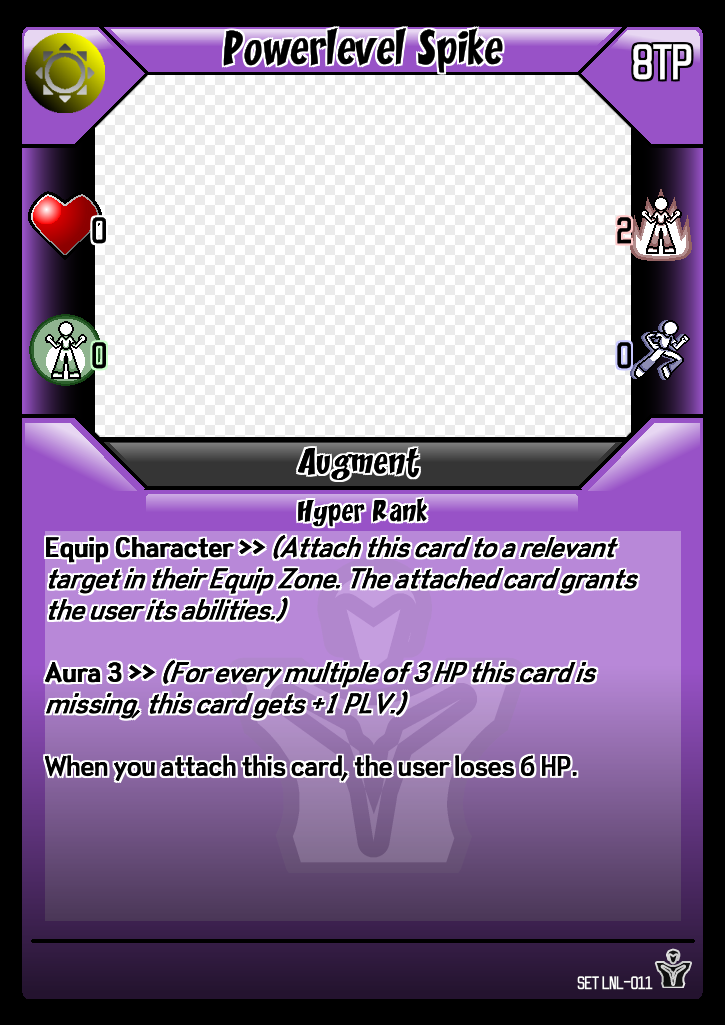 Powerlevel Spike
8TP
0
2
0
0
Augment
Hyper Rank
Equip Character >> (Attach this card to a relevant
target in their Equip Zone. The attached card grants
the user its abilities.)
Aura 3 >> (For every multiple of 3 HP this card is
missing, this card gets +1 PLV.)
When you attach this card, the user loses 6 HP.
SET LNL-011